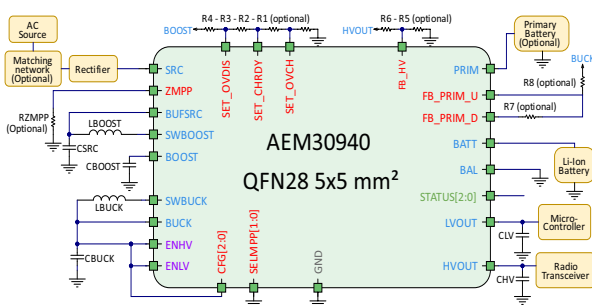 AC
Source
Matching
network
(Optional)
Rectifier
RZMPP
(Optional)
LBOOST
CSRC
CBOOST
LBUCK
CBUCK
BOOST
R4 - R3 - R2 - R1 (optional)
HVOUT
R6 - R5 (optional)
SRC
ZMPP
BUFSRC
SWBOOST
BOOST
SWBUCK
BUCK
ENHV
ENLV
SET_OVDIS
SET_CHRDY
SET_OVCH
FB_HV
AEM30940
QFN28 5x5 mm²
CFG[2:0]
SELMPP[1:0]
GND
PRIM
FB_PRIM_U
FB_PRIM_D
BATT
BAL
STATUS[2:0]
LVOUT
HVOUT
Primary
Battery
(Optional)
BUCK
R8 (optional)
R7 (optional)
Li-Ion
Battery
Micro-
Controller
CLV
Radio
Transceiver
CHV